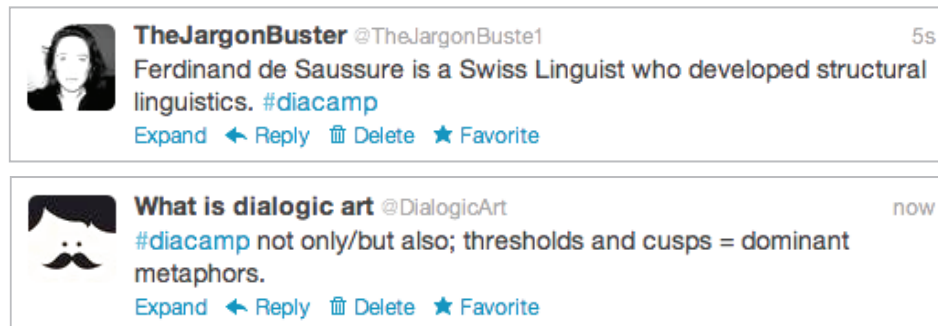 TheJargonBuster @TheJargonBuste1 5s
Ferdinand de Saussure is a Swiss Linguist who developed structural
linguistics. #diacamp
Expand Reply Delete Favorite
What is dialogic art @DialogicArt now
#diacamp not only/but also; thresholds and cusps = dominant
metaphors.
Expand Reply Delete Favorite